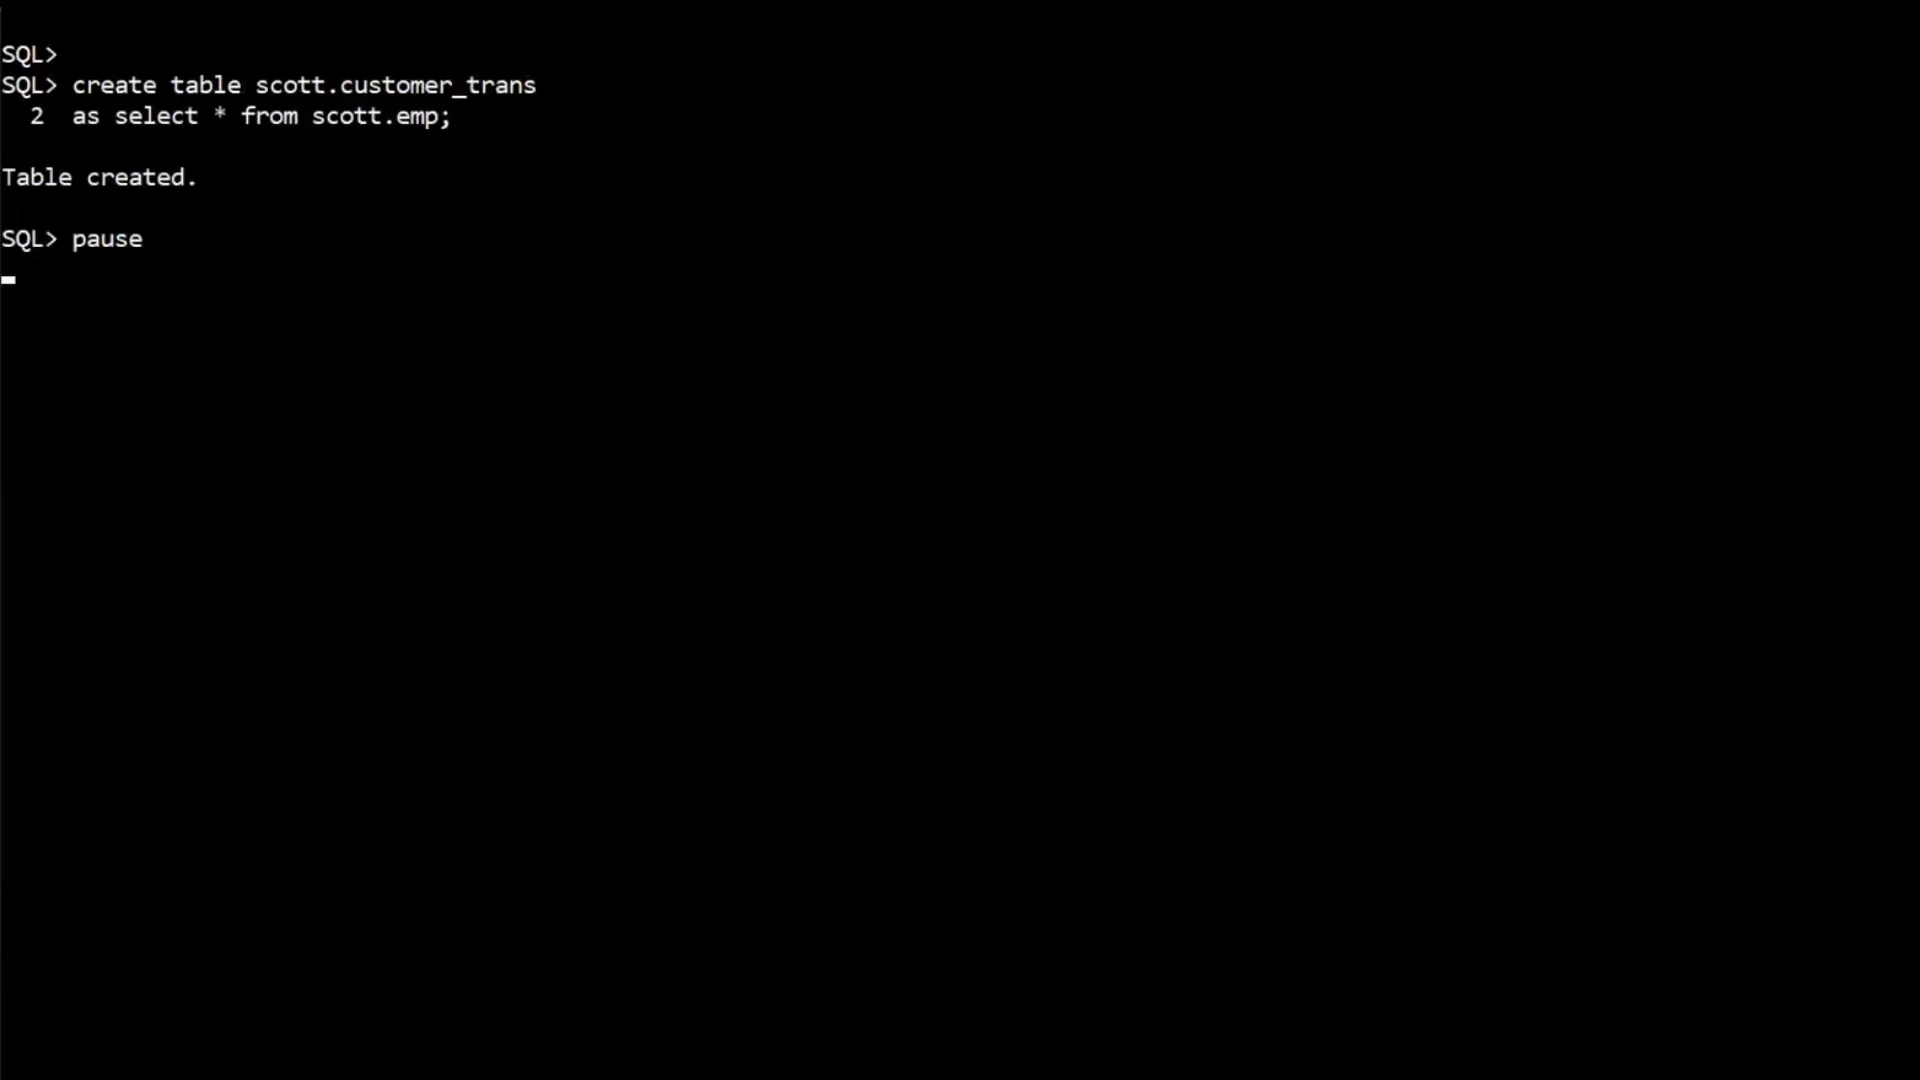 SQL>
SQL> create table scott.customer_trans
  2  as select * from scott.emp;
Table created.
SQL> pause